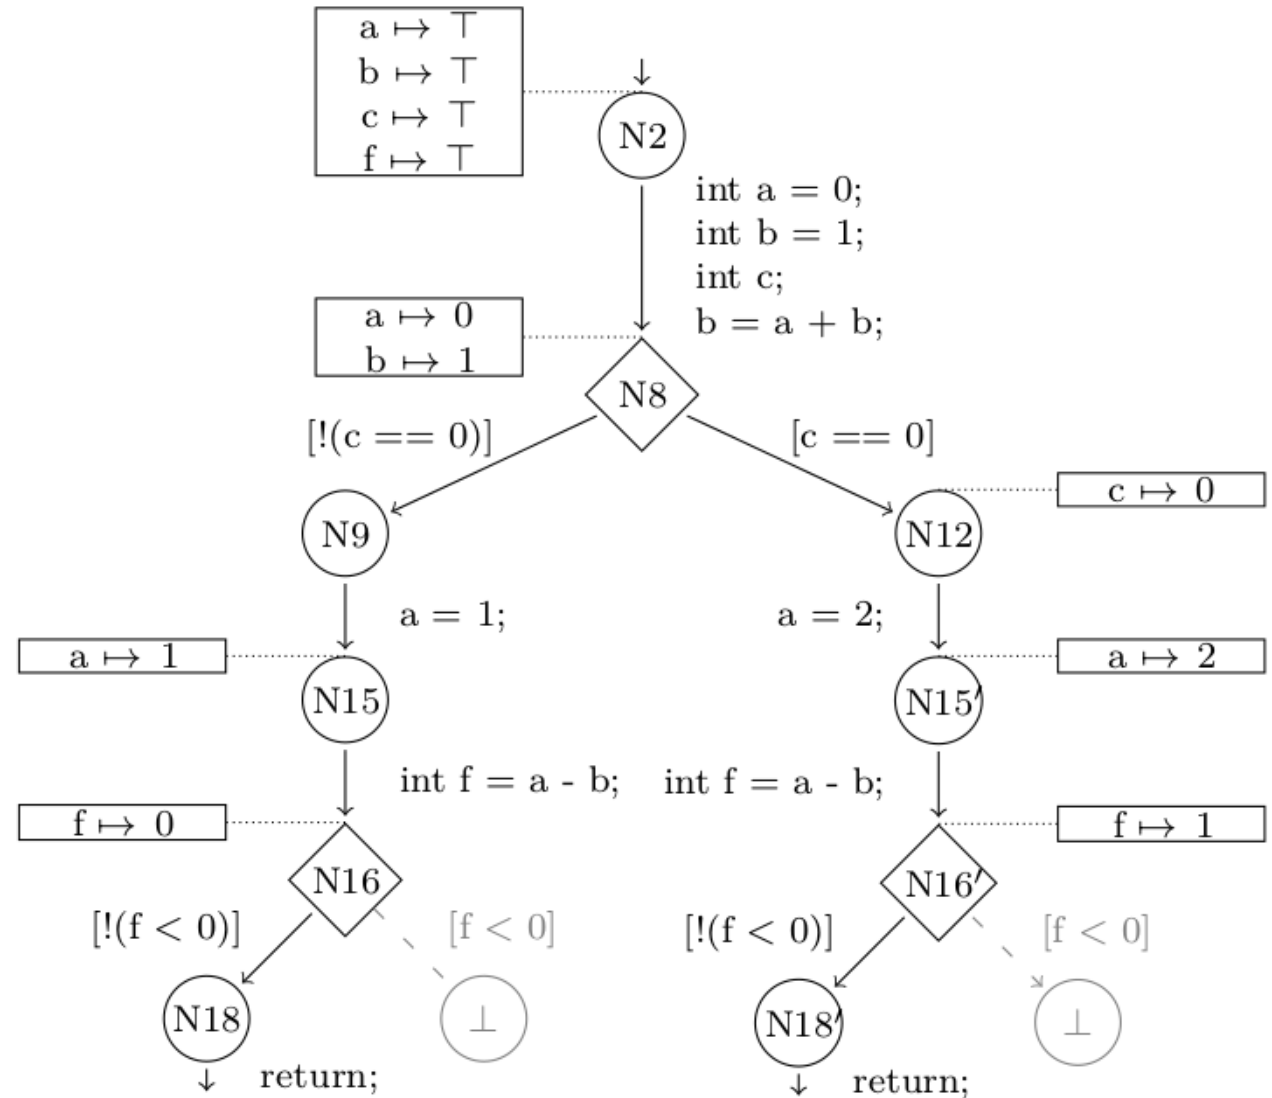 a ↦ ⊤
b ↦ ⊤
c ↦ ⊤
f ↦ ⊤
N2
int a = 0;
int b = 1;
int c;
b = a + b;
a ↦ 0
b ↦ 1
N8
[!(c == 0)]
[c == 0]
c ↦ 0
N9
N12
a = 1;
a = 2;
a ↦ 1
a ↦ 2
N15
N15′
int f = a - b;
int f = a - b;
f ↦ 0
f ↦ 1
N16
N16′
[!(f < 0)]
[f < 0]
[!(f < 0)]
[f < 0]
N18
⊥
N18′
⊥
return;
return;